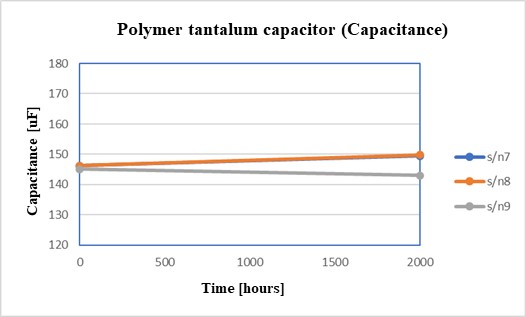 Polymer tantalum capacitor (Capacitance)
Capacitance [uF]
180
170
160
150
140
130
120
0 500 1000 1500 2000
Time [hours]
s/n7
s/n8
s/n9